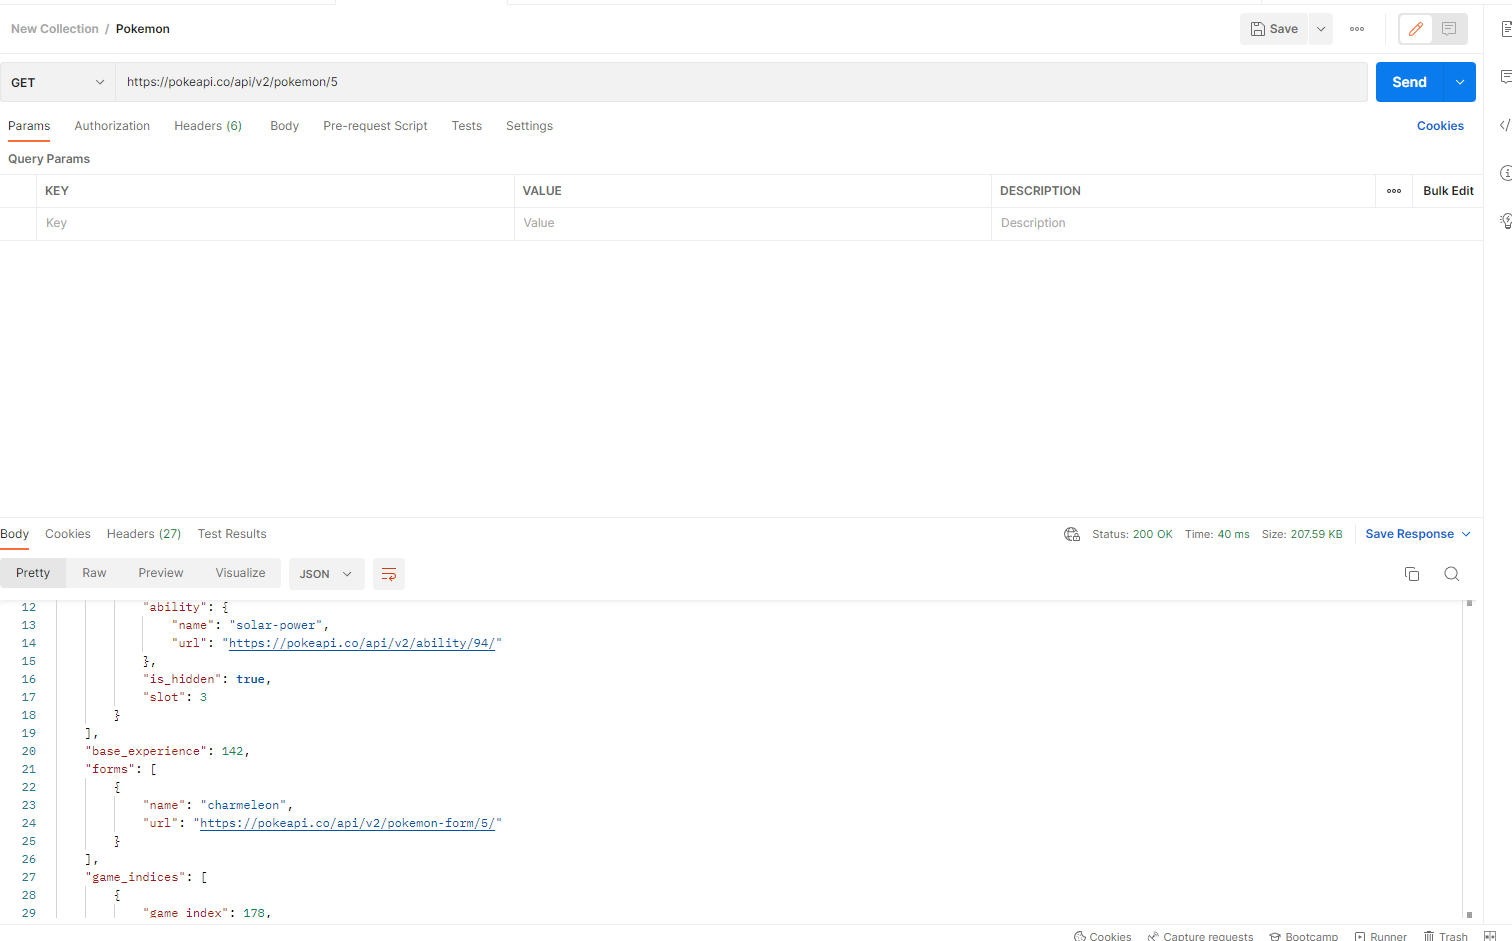 New Collection / Pokemon
Save
GET https://pokeapi.co/api/v2/pokemon/5 Send
Params Authorization Headers (6) Body Pre-request Script Tests Settings Cookies
Query Params
KEY VALUE DESCRIPTION Bulk Edit
Key Value Description
Body Cookies Headers (27) Test Results Status: 200 OK Time: 40 ms Size: 207.59 KB Save Response
Pretty Raw Preview Visualize JSON
12 "ability": {
13 "name": "solar-power",
14 "url": "https://pokeapi.co/api/v2/ability/94/"
15 },
16 "is_hidden": true,
17 "slot": 3
18 }
19 ],
20 "base_experience": 142,
21 "forms": [
22 {
23 "name": "charmeleon",
24 "url": "https://pokeapi.co/api/v2/pokemon-form/5/"
25 }
26 ],
27 "game_indices": [
28 {
29 "game_index": 178,
Cookies Capture requests Bootcamp Runner Trash